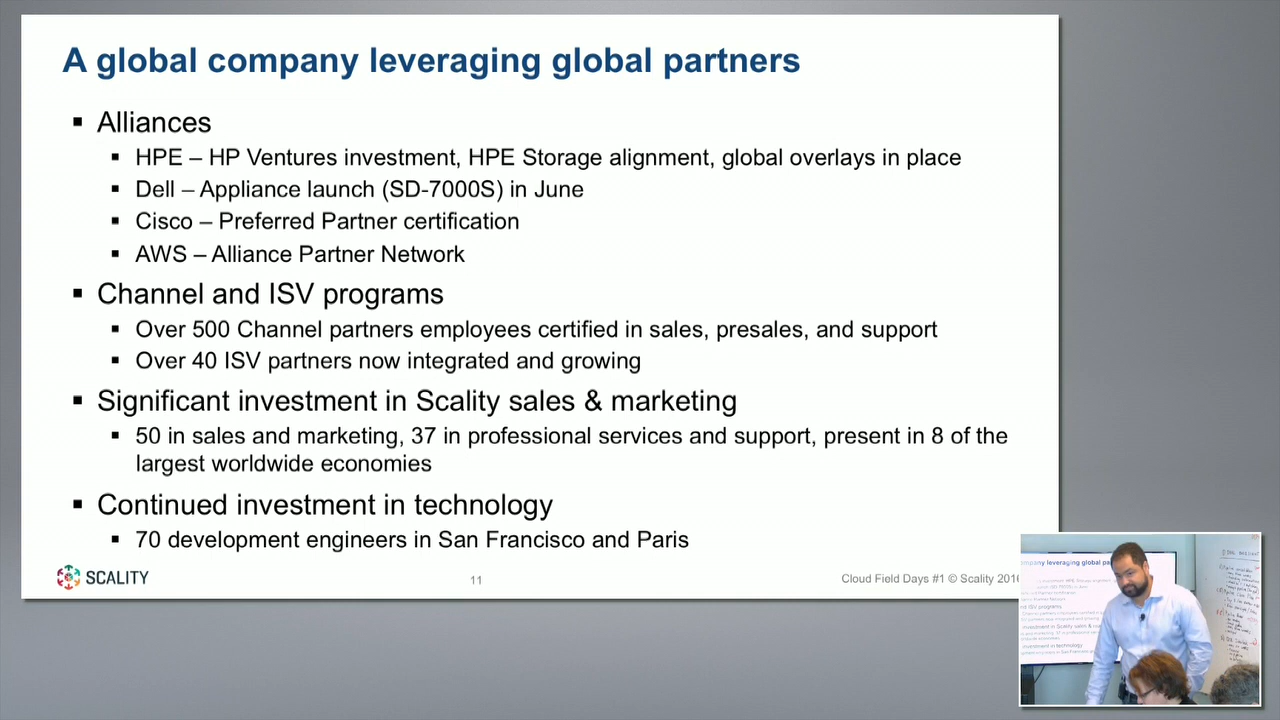 A global company leveraging global partners
▪ Alliances
▪ HPE – HP Ventures investment, HPE Storage alignment, global overlays in place
▪ Dell – Appliance launch (SD-7000S) in June
▪ Cisco – Preferred Partner certification
▪ AWS – Alliance Partner Network
▪ Channel and ISV programs
▪ Over 500 Channel partners employees certified in sales, presales, and support
▪ Over 40 ISV partners now integrated and growing
▪ Significant investment in Scality sales & marketing
▪ 50 in sales and marketing, 37 in professional services and support, present in 8 of the
largest worldwide economies
▪ Continued investment in technology
▪ 70 development engineers in San Francisco and Paris
SCALITY
11
Cloud Field Days #1 © Scality 2016